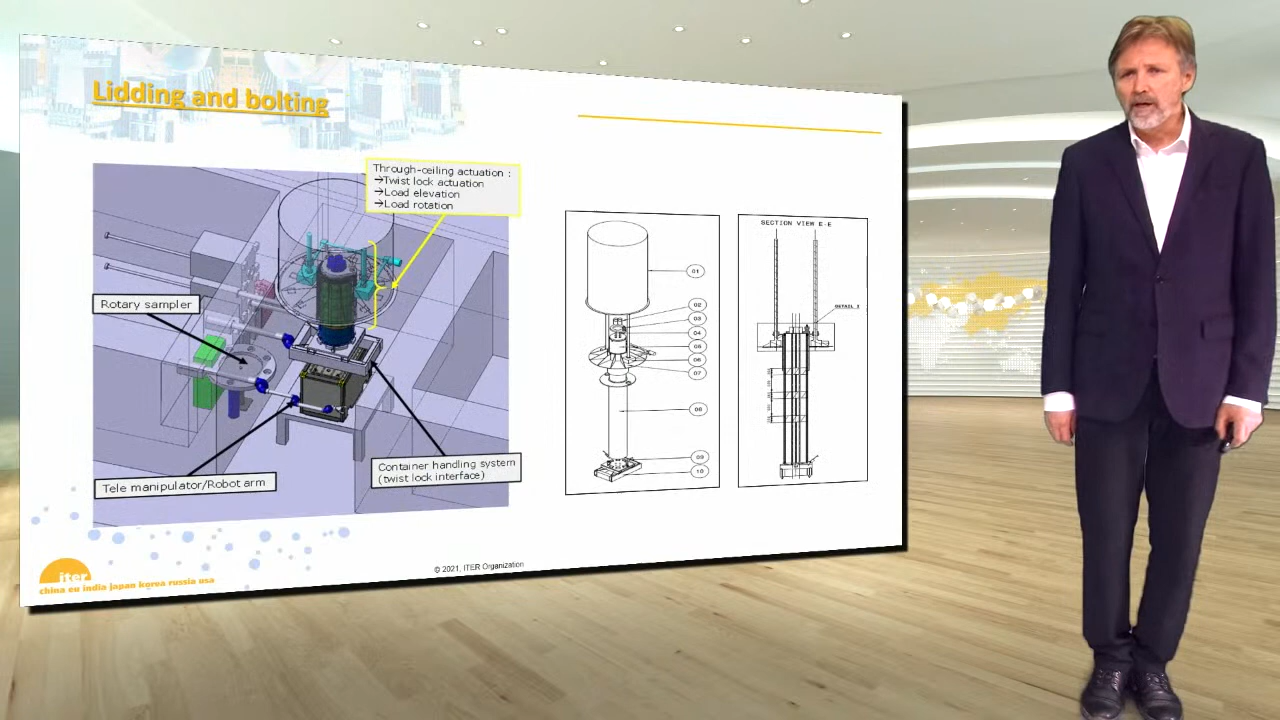 Lidding and bolting
Through-ceiling actuation :
→Twist lock actuation
→Load elevation
→Load rotation
Rotary sampler
Tele manipulator/Robot arm
Container handling system
(twist lock interface)
01
02
03
04
05
06
07
08
09
10
SECTION VIEW E-E
iter
china eu india japan korea russia usa
© 2021, ITER Organization